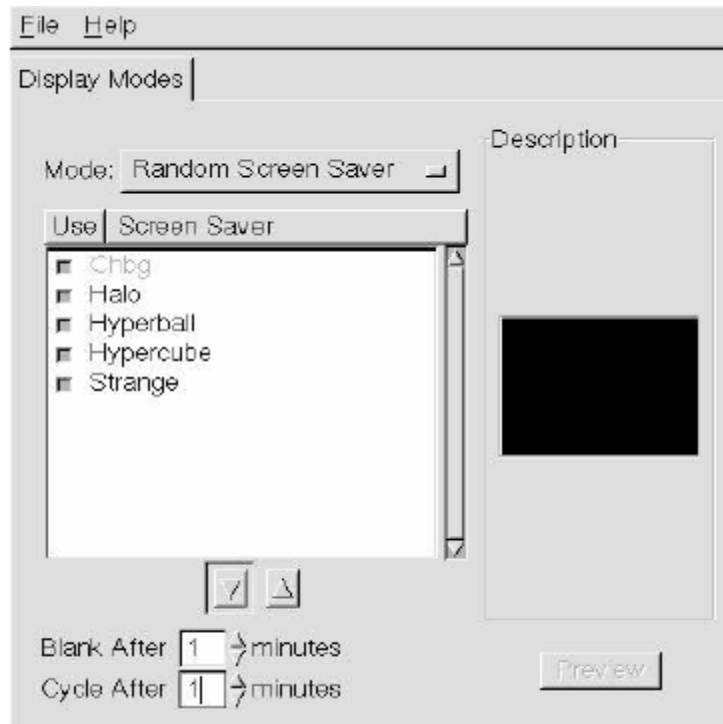 File Help
Display Modes
Description
Mode: Random Screen Saver
Use Screen Saver
Chbg
Halo
Hyperball
Hypercube
Strange
Blank After 1 minutes
Cycle After 1 minutes
Preview